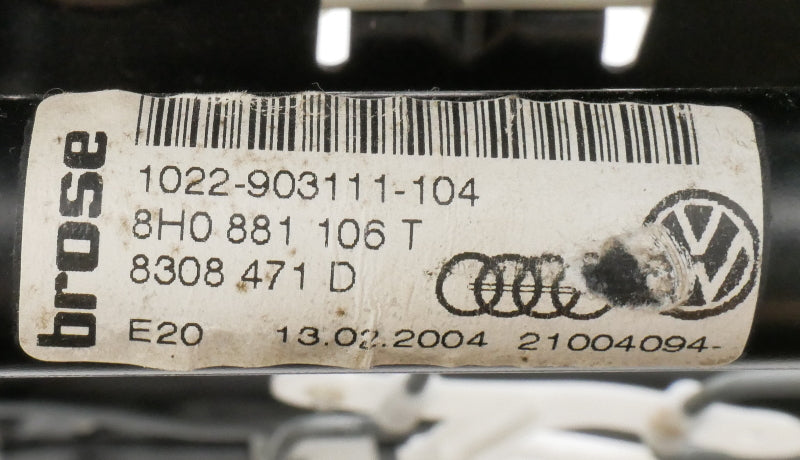 brose
1022-903111-104
8H0 881 106 T
8308 471 D
E20 13.02.2004 21004094-